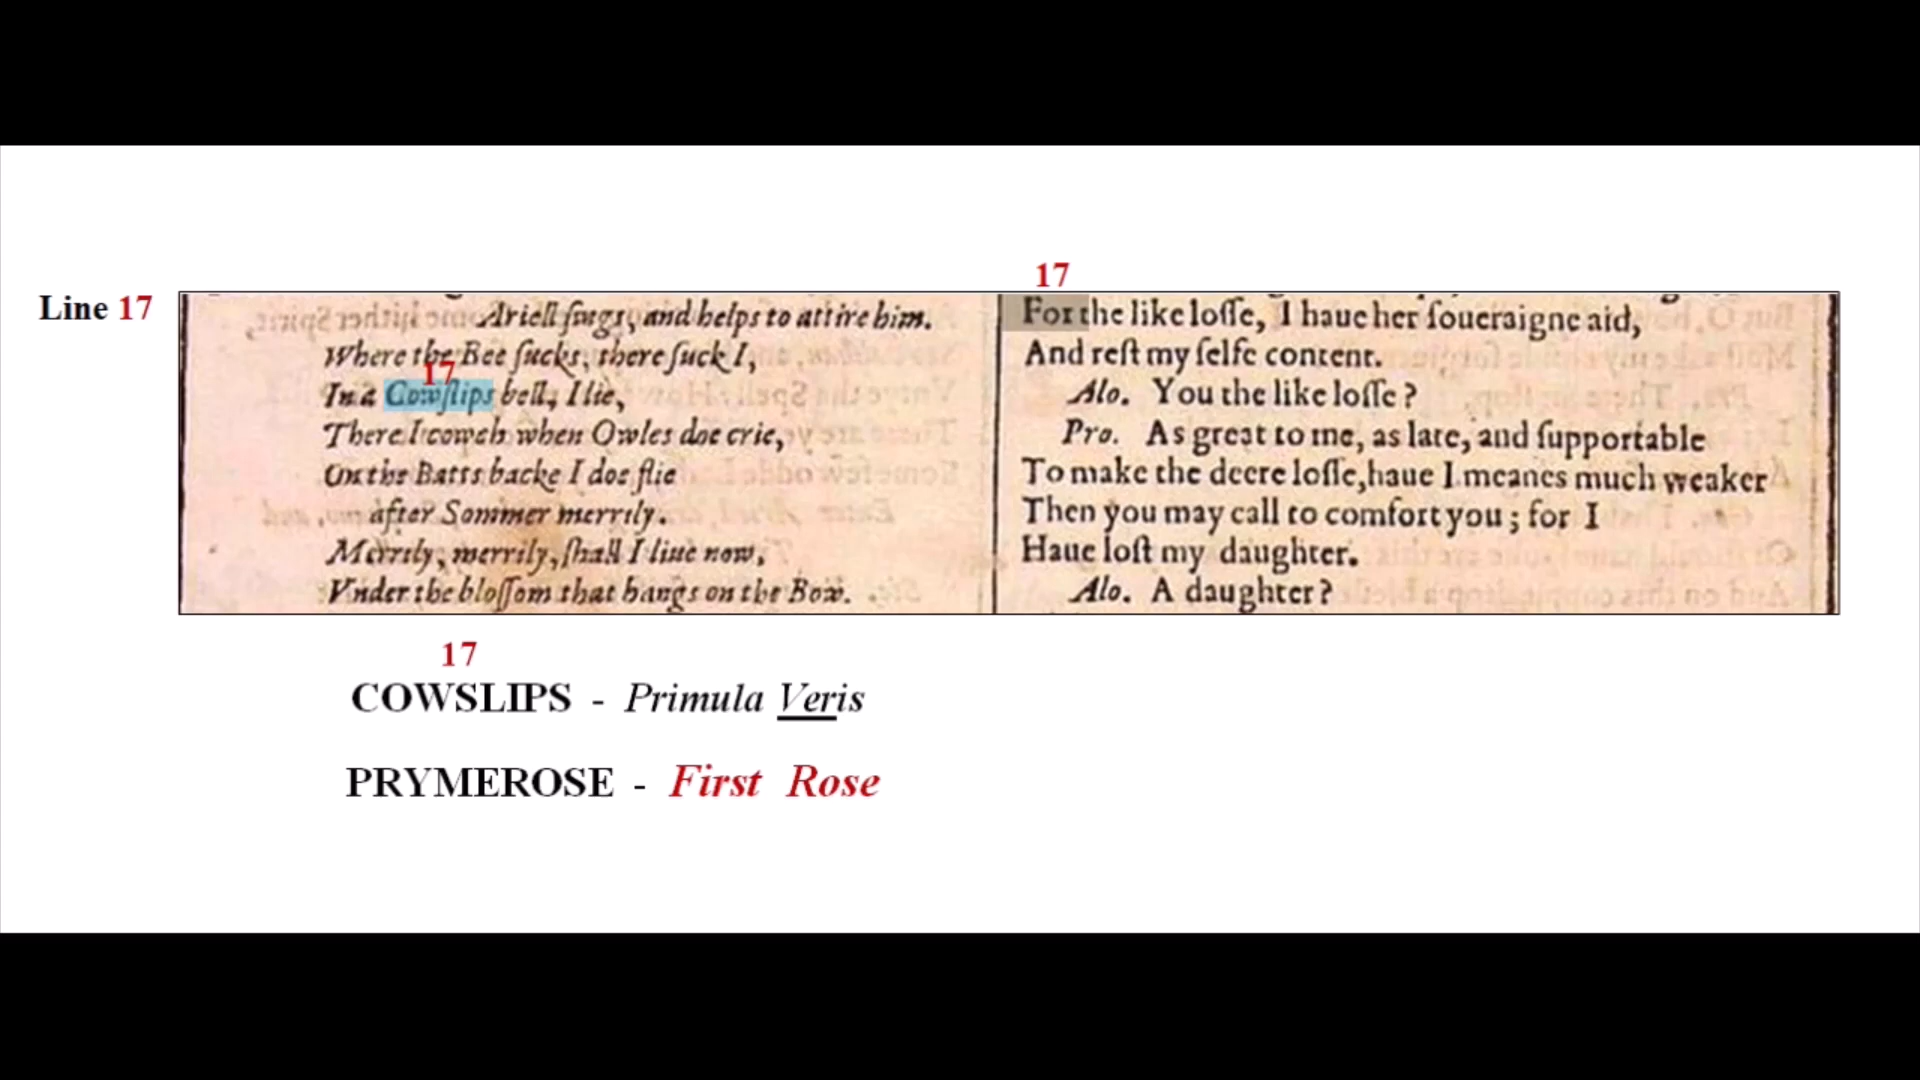 17
Line 17
Ariell sings, and helps to attire him.
Where the Bee ſucks, there ſuck I,
17
In a Cowſlips bell, I lie,
There I cowch when Owles doe crie,
On the Batts backe I doe flie
after Sommer merrily.
Merrily, merrily, ſhall I liue now,
Vnder the bloſſom that hangs on the Bow.
For the like loſſe, I haue her ſoueraigne aid,
And reſt my ſelfe content.
Alo. You the like loſſe?
Pro. As great to me, as late, and ſupportable
To make the deere loſſe, haue I meanes much weaker
Then you may call to comfort you; for I
Haue loſt my daughter.
Alo. A daughter?
17
COWSLIPS - Primula Veris
PRYMEROSE - First Rose